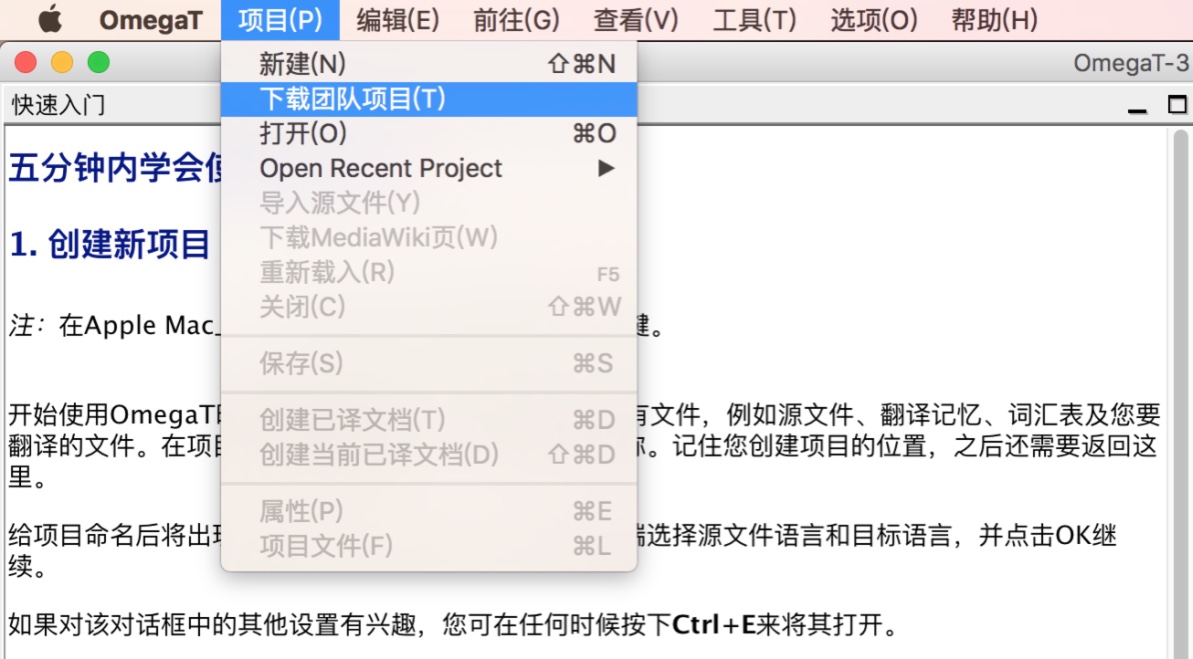 OmegaT 项目(P) 编辑(E) 前往(G) 查看(V) 工具(T) 选项(O) 帮助(H)
OmegaT-3
快速入门
新建(N) ⇧⌘N
下载团队项目(T)
打开(O) ⌘O
Open Recent Project ▶
导入源文件(Y)
下载MediaWiki页(W)
重新载入(R) F5
关闭(C) ⇧⌘W
保存(S) ⌘S
创建已译文档(T) ⌘D
创建当前已译文档(D) ⇧⌘D
属性(P) ⌘E
项目文件(F) ⌘L
五分钟内学会使
1. 创建新项目
注：在Apple Mac 键。
开始使用OmegaT 有文件，例如源文件、翻译记忆、词汇表及您要
翻译的文件。在项目 你。记住您创建项目的位置，之后还需要返回这
里。
给项目命名后将出现 端选择源文件语言和目标语言，并点击OK继
续。
如果对该对话框中的其他设置有兴趣，您可在任何时候按下Ctrl+E来将其打开。